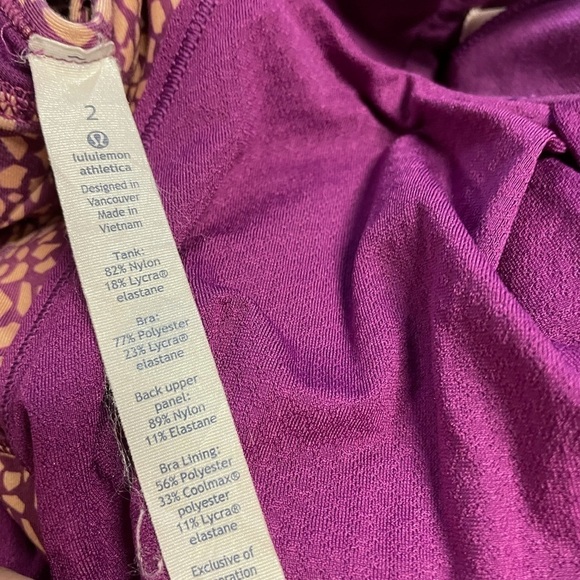 2
lululemon
athletica
Designed in
Vancouver
Made in
Vietnam
Tank:
82% Nylon
18% Lycra®
elastane
Bra:
77% Polyester
23% Lycra®
elastane
Back upper
panel:
89% Nylon
11% Elastane
Bra Lining:
56% Polyester
33% Coolmax®
polyester
11% Lycra®
elastane
Exclusive of